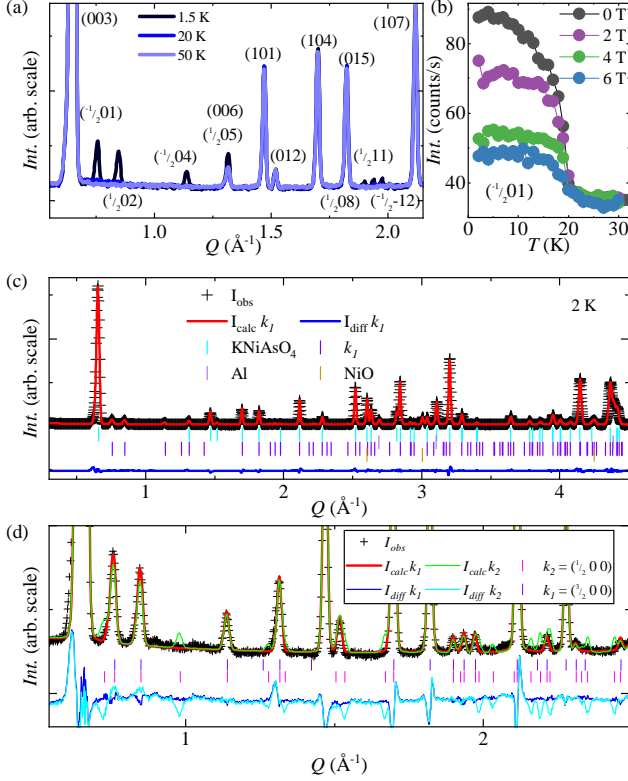 (a)
1.5 K
20 K
50 K
(003)
(-1/201)
(1/202)
(-1/204)
(006)
(1/205)
(101)
(012)
(104)
(015)
(1/208)
(1/211)
(-1/2-12)
(107)
Int. (arb. scale)
1.0
1.5
2.0
Q (Å-1)
(b)
0 T
2 T
4 T
6 T
(-1/201)
Int. (counts/s)
80
60
40
0
10
20
30
T (K)
(c)
Iobs
Icalc k1
Idiff k1
KNiAsO4
k1
Al
NiO
2 K
Int. (arb. scale)
1
2
3
4
Q (Å-1)
(d)
Iobs
Icalc k1
Icalc k2
k2 = (1/2 0 0)
Idiff k1
Idiff k2
k1 = (3/2 0 0)
Int. (arb. scale)
1
2
Q (Å-1)